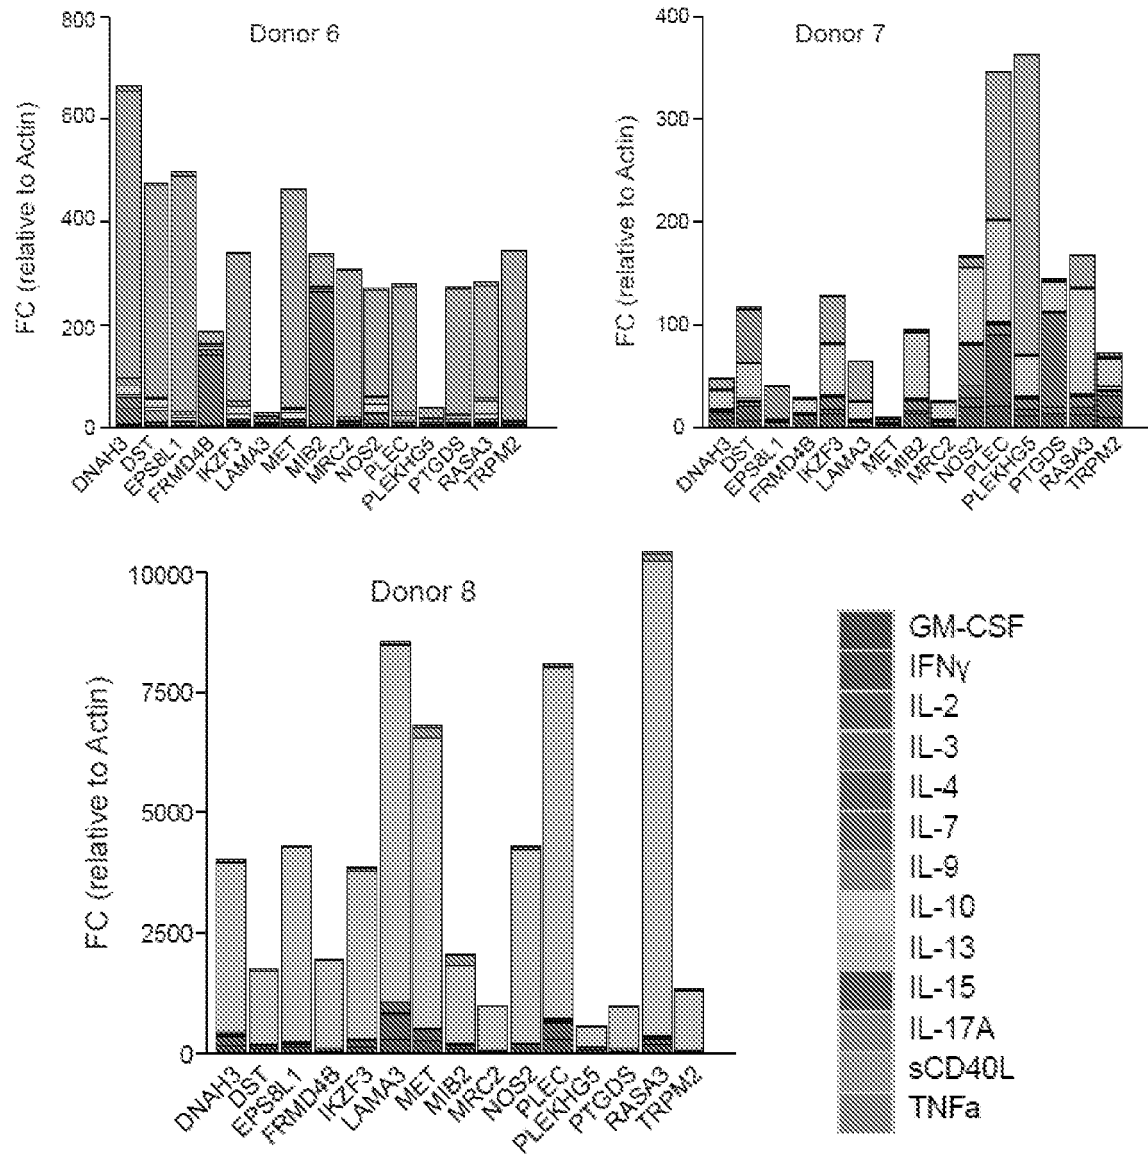 Donor 6
FC (relative to Actin)
800
600
400
200
0
DNAH3
DST
EPS8L1
FRMD4B
IKZF3
LAMA3
MET
MIB2
MRC2
NOS2
PLEC
PLEKHG5
PTGDS
RASA3
TRPM2
Donor 7
FC (relative to Actin)
400
300
200
100
0
DNAH3
DST
EPS8L1
FRMD4B
IKZF3
LAMA3
MET
MIB2
MRC2
NOS2
PLEC
PLEKHG5
PTGDS
RASA3
TRPM2
Donor 8
FC (relative to Actin)
10000
7500
5000
2500
0
DNAH3
DST
EPS8L1
FRMD4B
IKZF3
LAMA3
MET
MIB2
MRC2
NOS2
PLEC
PLEKHG5
PTGDS
RASA3
TRPM2
GM-CSF
IFNγ
IL-2
IL-3
IL-4
IL-7
IL-9
IL-10
IL-13
IL-15
IL-17A
sCD40L
TNFa